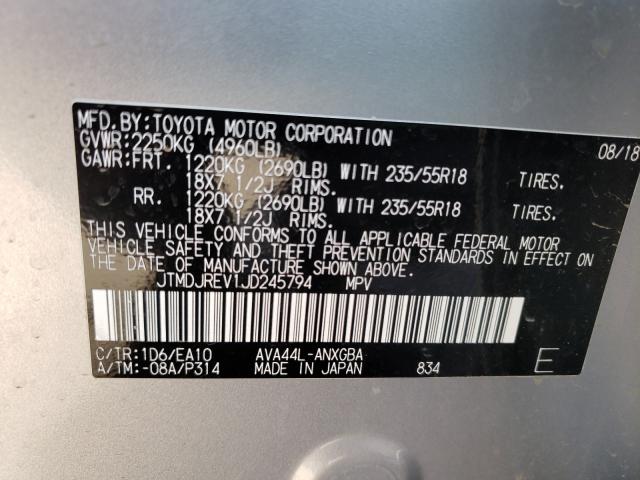 MFD.BY:TOYOTA MOTOR CORPORATION 08/18
GVWR:2250KG (4960LB)
GAWR:FRT. 1220KG (2690LB) WITH 235/55R18 TIRES.
18X7 1/2J RIMS.
RR. 1220KG (2690LB) WITH 235/55R18 TIRES.
18X7 1/2J RIMS.
THIS VEHICLE CONFORMS TO ALL APPLICABLE FEDERAL MOTOR
VEHICLE SAFETY AND THEFT PREVENTION STANDARDS IN EFFECT ON
THE DATE OF MANUFACTURE SHOWN ABOVE.
JTMDJREV1JD245794 MPV
C/TR:1D6/EA10 AVA44L-ANXGBA E
A/TM:-08A/P314 MADE IN JAPAN 834